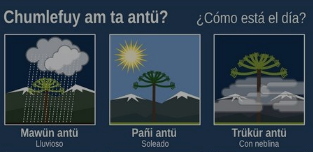 Chumlefuy am ta antü? ¿Cómo está el día?
Mawün antü Pañi antü Trükür antü
Lluvioso Soleado Con neblina